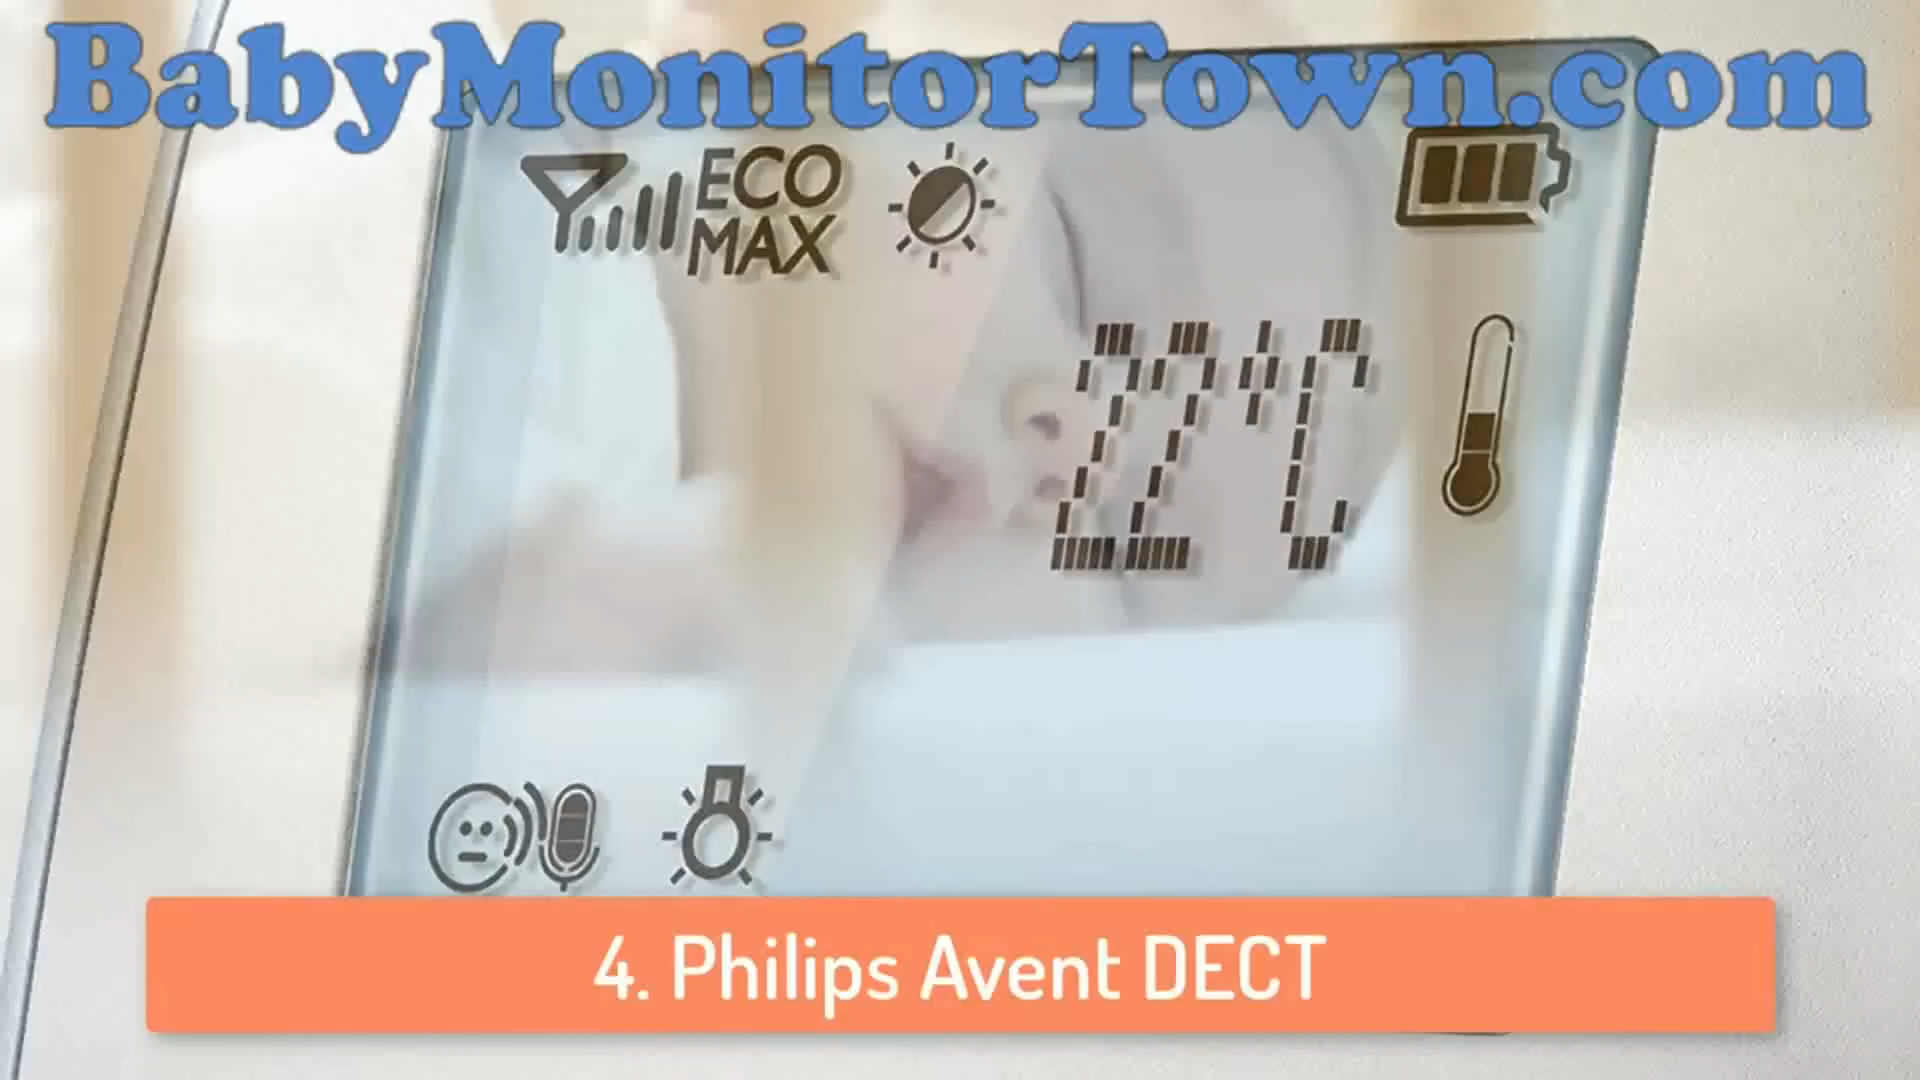 BabyMonitorTown.com
ECO
MAX
22°C
4. Philips Avent DECT